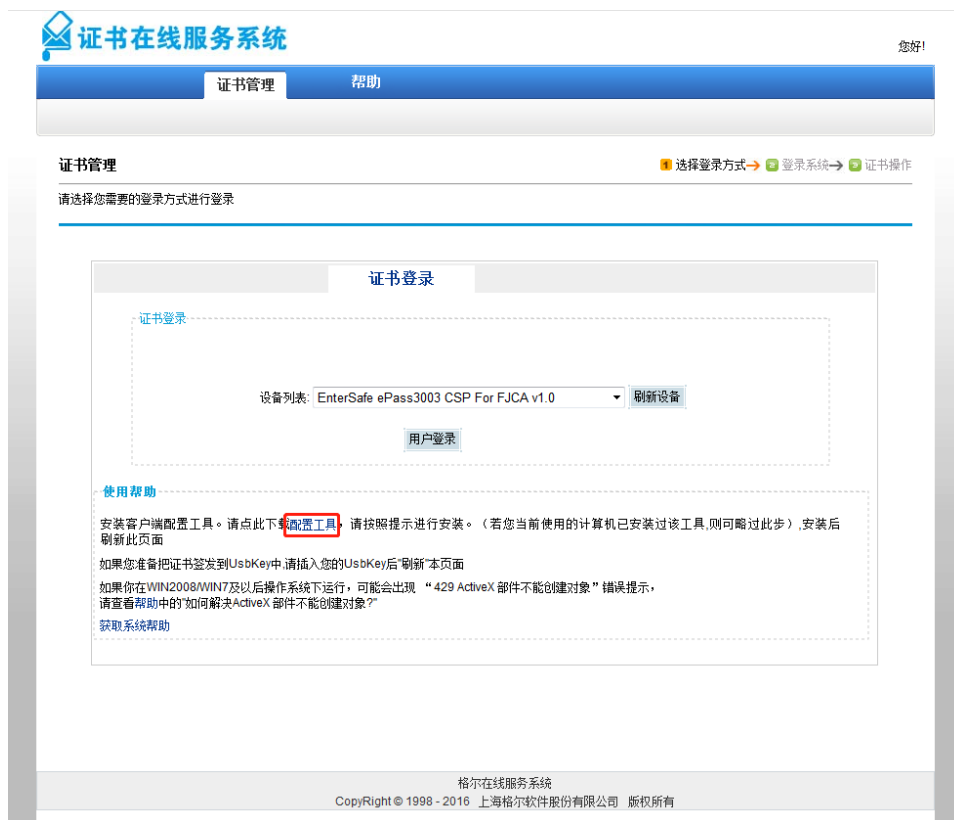 证书在线服务系统
您好!
证书管理 帮助
证书管理
1 选择登录方式→ 2 登录系统→ 3 证书操作
请选择您需要的登录方式进行登录
证书登录
证书登录
设备列表: EnterSafe ePass3003 CSP For FJCA v1.0 刷新设备
用户登录
使用帮助
安装客户端配置工具。请点此下载配置工具，请按照提示进行安装。（若您当前使用的计算机已安装过该工具,则可略过此步）,安装后
刷新此页面
如果您准备把证书签发到UsbKey中,请插入您的UsbKey后"刷新"本页面
如果你在WIN2008/WIN7及以后操作系统下运行，可能会出现 “429 ActiveX 部件不能创建对象”错误提示，
请查看帮助中的"如何解决ActiveX 部件不能创建对象?"
获取系统帮助
格尔在线服务系统
CopyRight © 1998 - 2016 上海格尔软件股份有限公司 版权所有